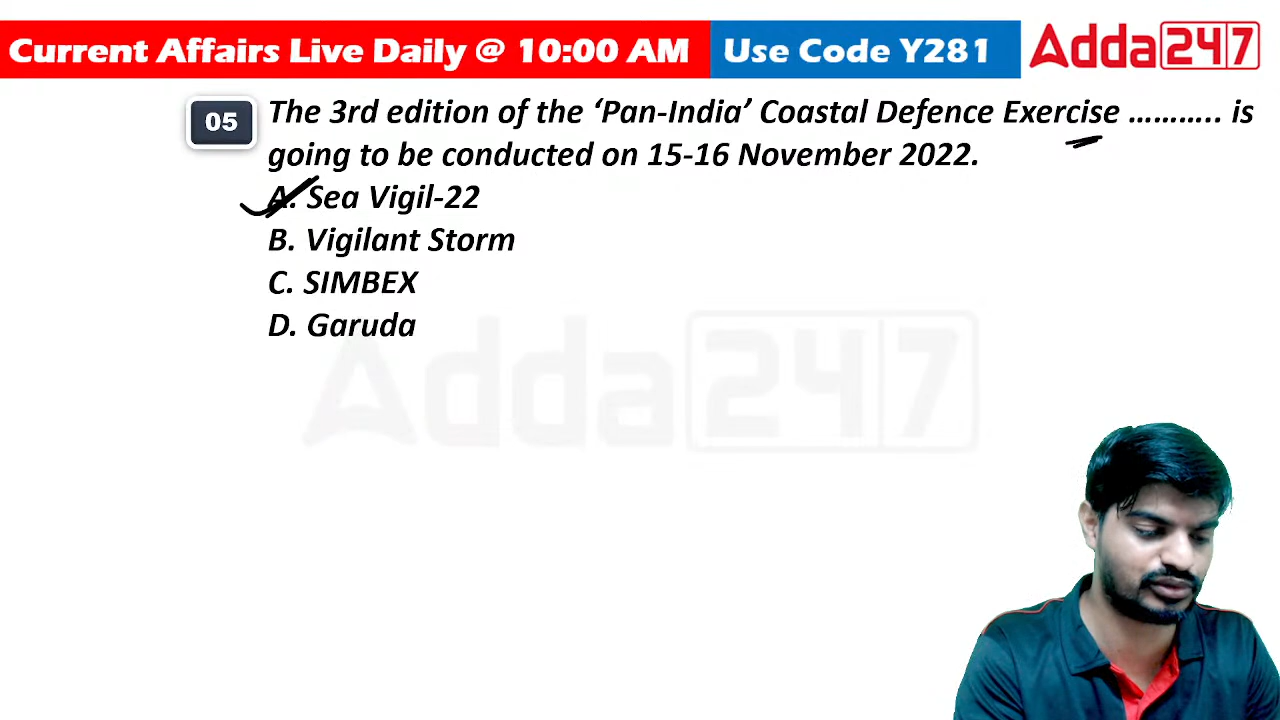 Current Affairs Live Daily @ 10:00 AM
Use Code Y281
Adda247
05
The 3rd edition of the ‘Pan-India’ Coastal Defence Exercise ……….. is
going to be conducted on 15-16 November 2022.
A. Sea Vigil-22
B. Vigilant Storm
C. SIMBEX
D. Garuda
Adda247